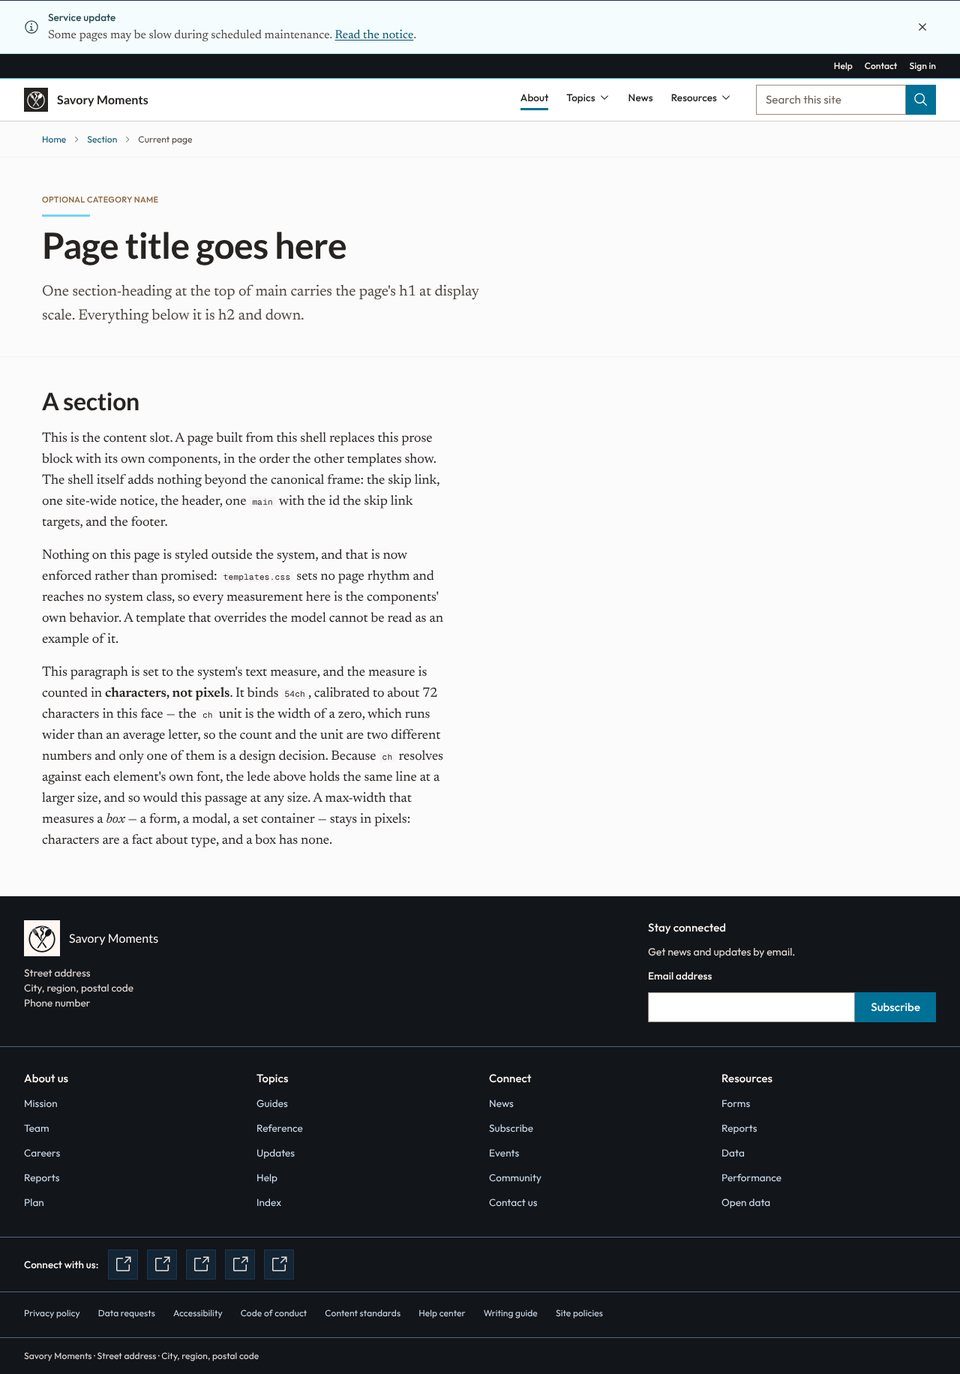 Service update
Some pages may be slow during scheduled maintenance. Read the notice.
Help Contact Sign in
Savory Moments
About Topics News Resources
Search this site
Home Section Current page
OPTIONAL CATEGORY NAME
Page title goes here
One section-heading at the top of main carries the page's h1 at display
scale. Everything below it is h2 and down.
A section
This is the content slot. A page built from this shell replaces this prose
block with its own components, in the order the other templates show.
The shell itself adds nothing beyond the canonical frame: the skip link,
one site-wide notice, the header, one main with the id the skip link
targets, and the footer.
Nothing on this page is styled outside the system, and that is now
enforced rather than promised: templates.css sets no page rhythm and
reaches no system class, so every measurement here is the components'
own behavior. A template that overrides the model cannot be read as an
example of it.
This paragraph is set to the system's text measure, and the measure is
counted in characters, not pixels. It binds 54ch, calibrated to about 72
characters in this face — the ch unit is the width of a zero, which runs
wider than an average letter, so the count and the unit are two different
numbers and only one of them is a design decision. Because ch resolves
against each element's own font, the lede above holds the same line at a
larger size, and so would this passage at any size. A max-width that
measures a box — a form, a modal, a set container — stays in pixels:
characters are a fact about type, and a box has none.
Savory Moments
Street address
City, region, postal code
Phone number
Stay connected
Get news and updates by email.
Email address
Subscribe
About us
Mission
Team
Careers
Reports
Plan
Topics
Guides
Reference
Updates
Help
Index
Connect
News
Subscribe
Events
Community
Contact us
Resources
Forms
Reports
Data
Performance
Open data
Connect with us:
Privacy policy Data requests Accessibility Code of conduct Content standards Help center Writing guide Site policies
Savory Moments · Street address · City, region, postal code